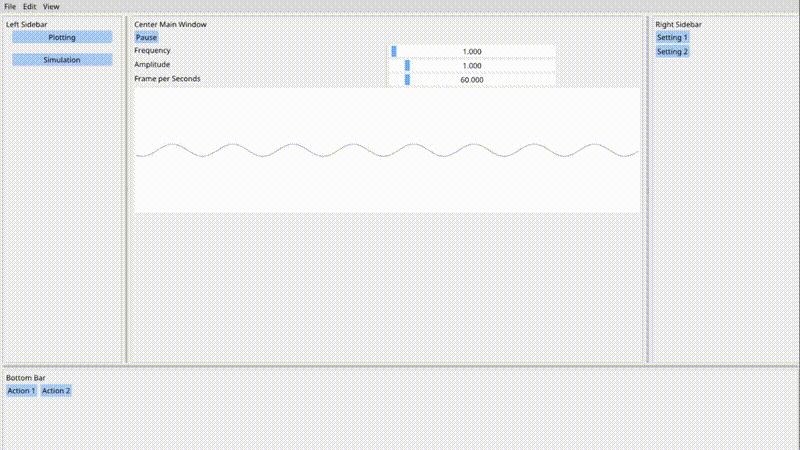 File Edit View
Left Sidebar
Plotting
Simulation
Center Main Window
Pause
Frequency 1.000
Amplitude 1.000
Frame per Seconds 60.000
Right Sidebar
Setting 1
Setting 2
Bottom Bar
Action 1 Action 2